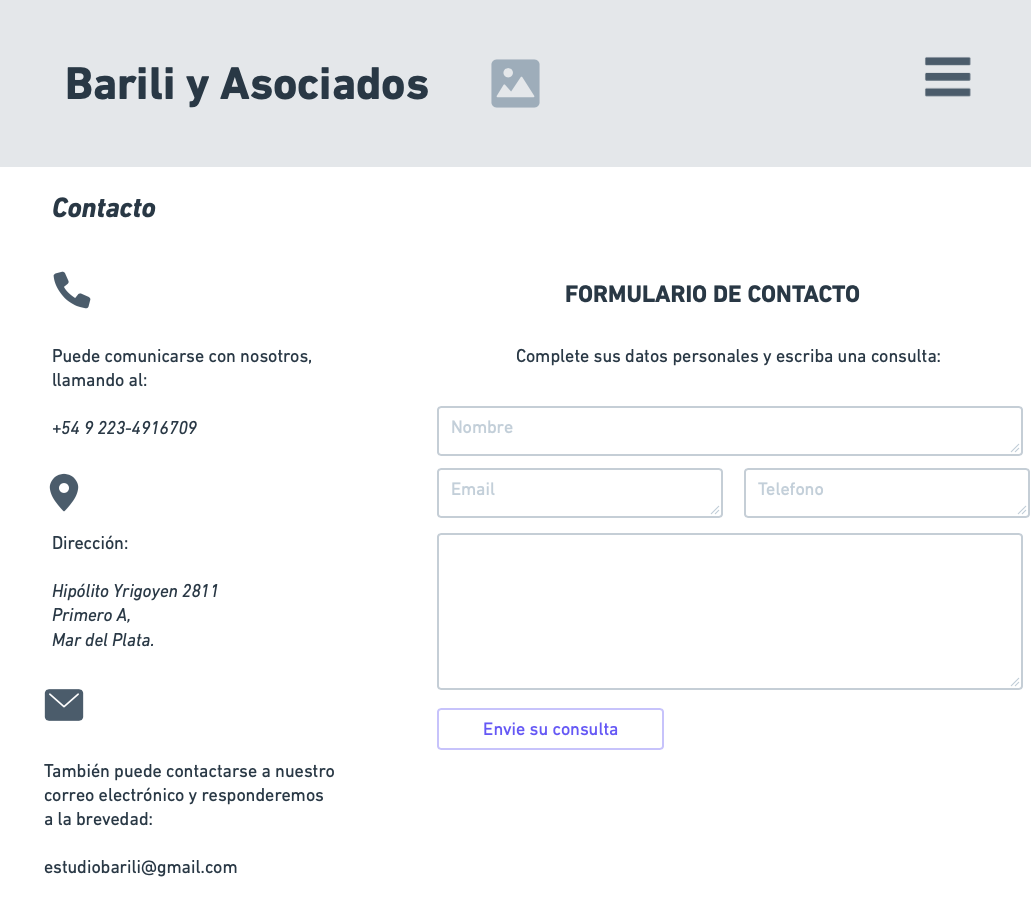 Barili y Asociados
Contacto
Puede comunicarse con nosotros,
llamando al:
+54 9 223-4916709
Dirección:
Hipólito Yrigoyen 2811
Primero A,
Mar del Plata.
También puede contactarse a nuestro
correo electrónico y responderemos
a la brevedad:
estudiobarili@gmail.com
FORMULARIO DE CONTACTO
Complete sus datos personales y escriba una consulta:
Nombre
Email
Telefono
Envie su consulta